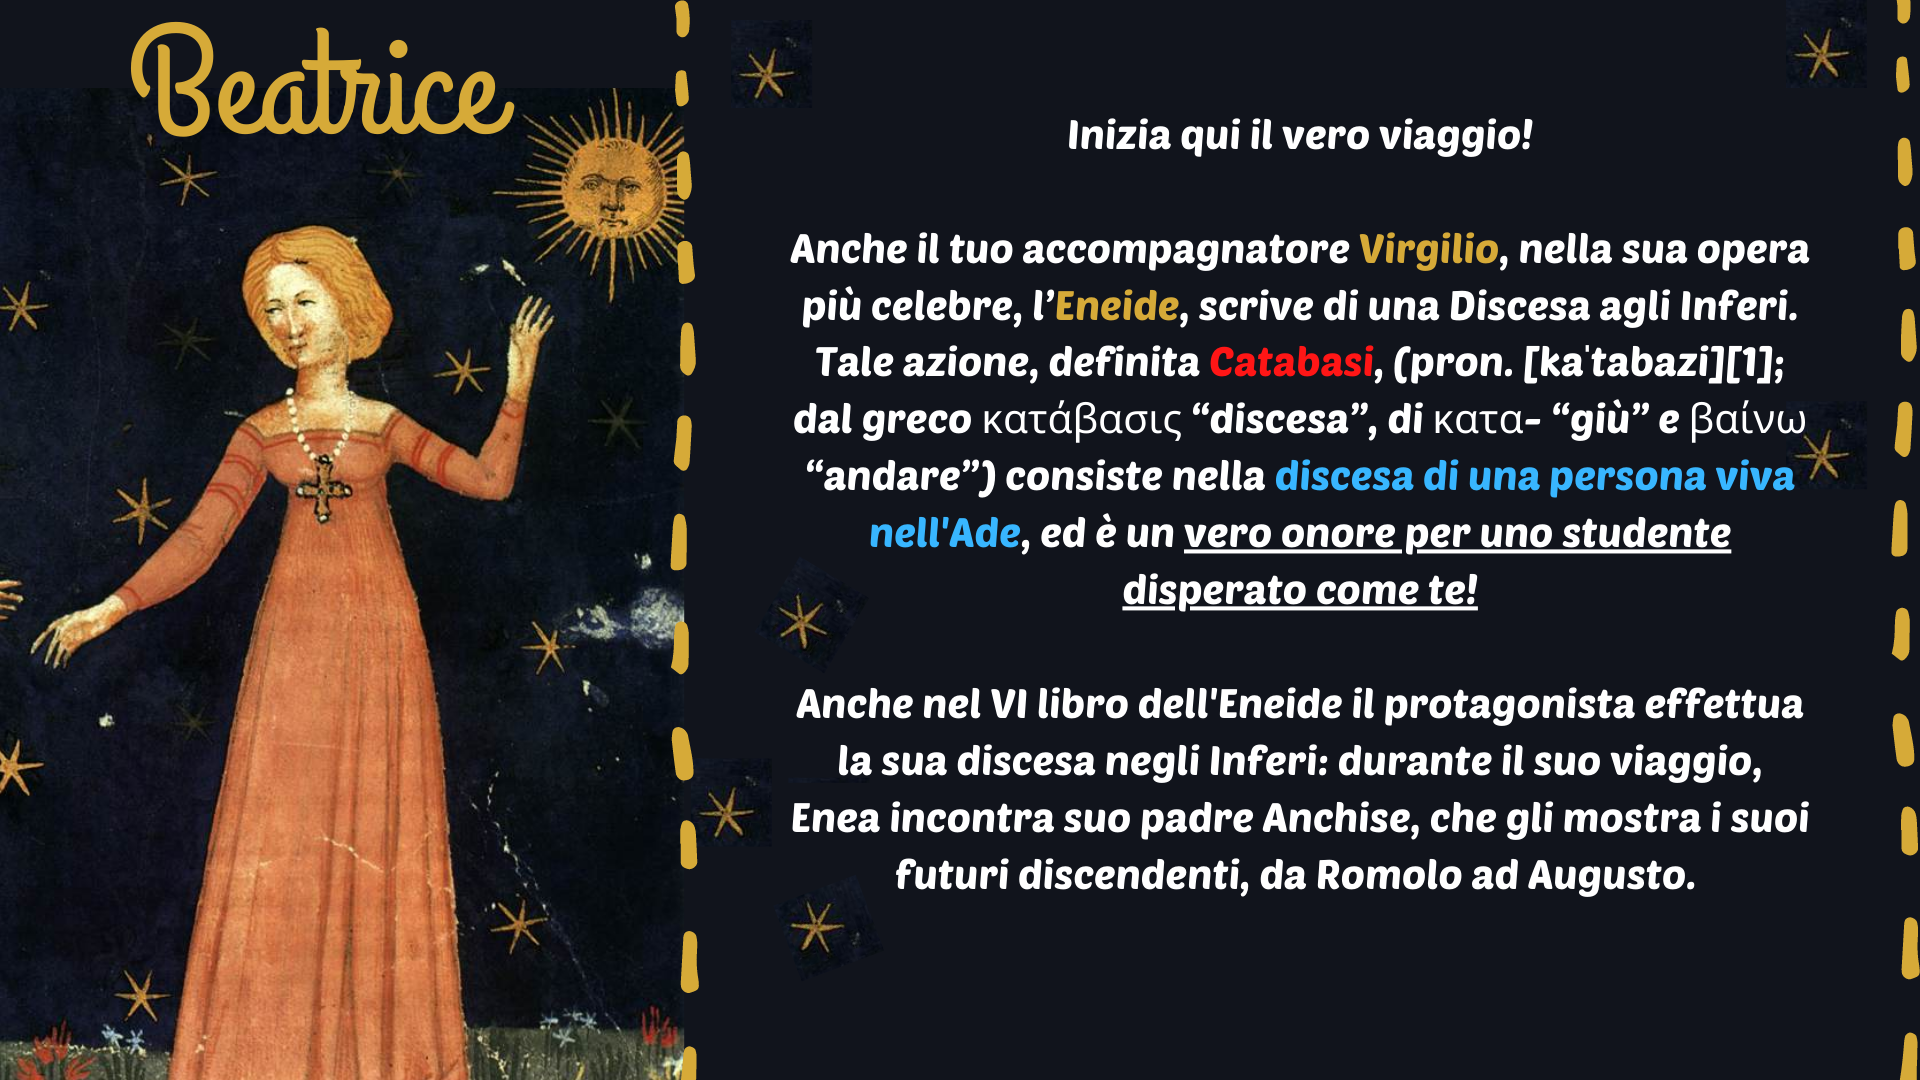 Beatrice
Inizia qui il vero viaggio!
Anche il tuo accompagnatore Virgilio, nella sua opera
più celebre, l’Eneide, scrive di una Discesa agli Inferi.
Tale azione, definita Catabasi, (pron. [kaˈtabazi][1];
dal greco κατάβασις “discesa”, di κατα- “giù” e βαίνω
“andare”) consiste nella discesa di una persona viva
nell'Ade, ed è un vero onore per uno studente
disperato come te!
Anche nel VI libro dell'Eneide il protagonista effettua
la sua discesa negli Inferi: durante il suo viaggio,
Enea incontra suo padre Anchise, che gli mostra i suoi
futuri discendenti, da Romolo ad Augusto.